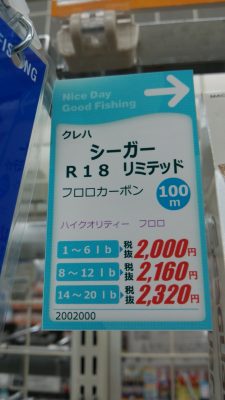 SHING
Nice Day
Good Fishing
クレハ
シーガー
R18 リミテッド
フロロカーボン
100
m
ハイクオリティー フロロ
1~6lb 税抜 2,000円
8~12lb 税抜 2,160円
14~20lb 税抜 2,320円
2002000